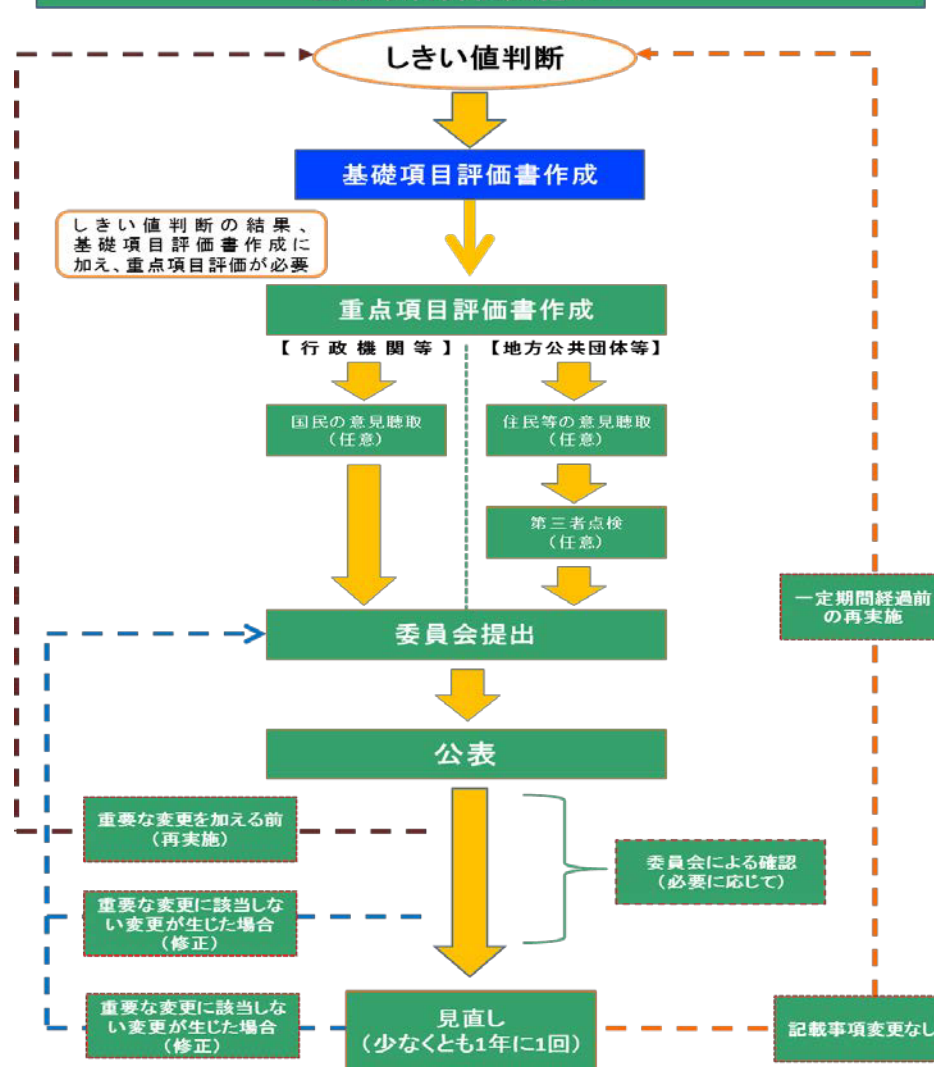 しきい値判断
基礎項目評価書作成
しきい値判断の結果、
基礎項目評価書作成に
加え、重点項目評価が必要
重点項目評価書作成
【行政機関等】
【地方公共団体等】
国民の意見聴取
(任意)
住民等の意見聴取
(任意)
第三者点検
(任意)
一定期間経過前
の再実施
委員会提出
公表
重要な変更を加える前
(再実施)
委員会による確認
(必要に応じて)
重要な変更に該当しな
い変更が生じた場合
(修正)
重要な変更に該当しな
い変更が生じた場合
(修正)
見直し
(少なくとも1年に1回)
記載事項変更なし